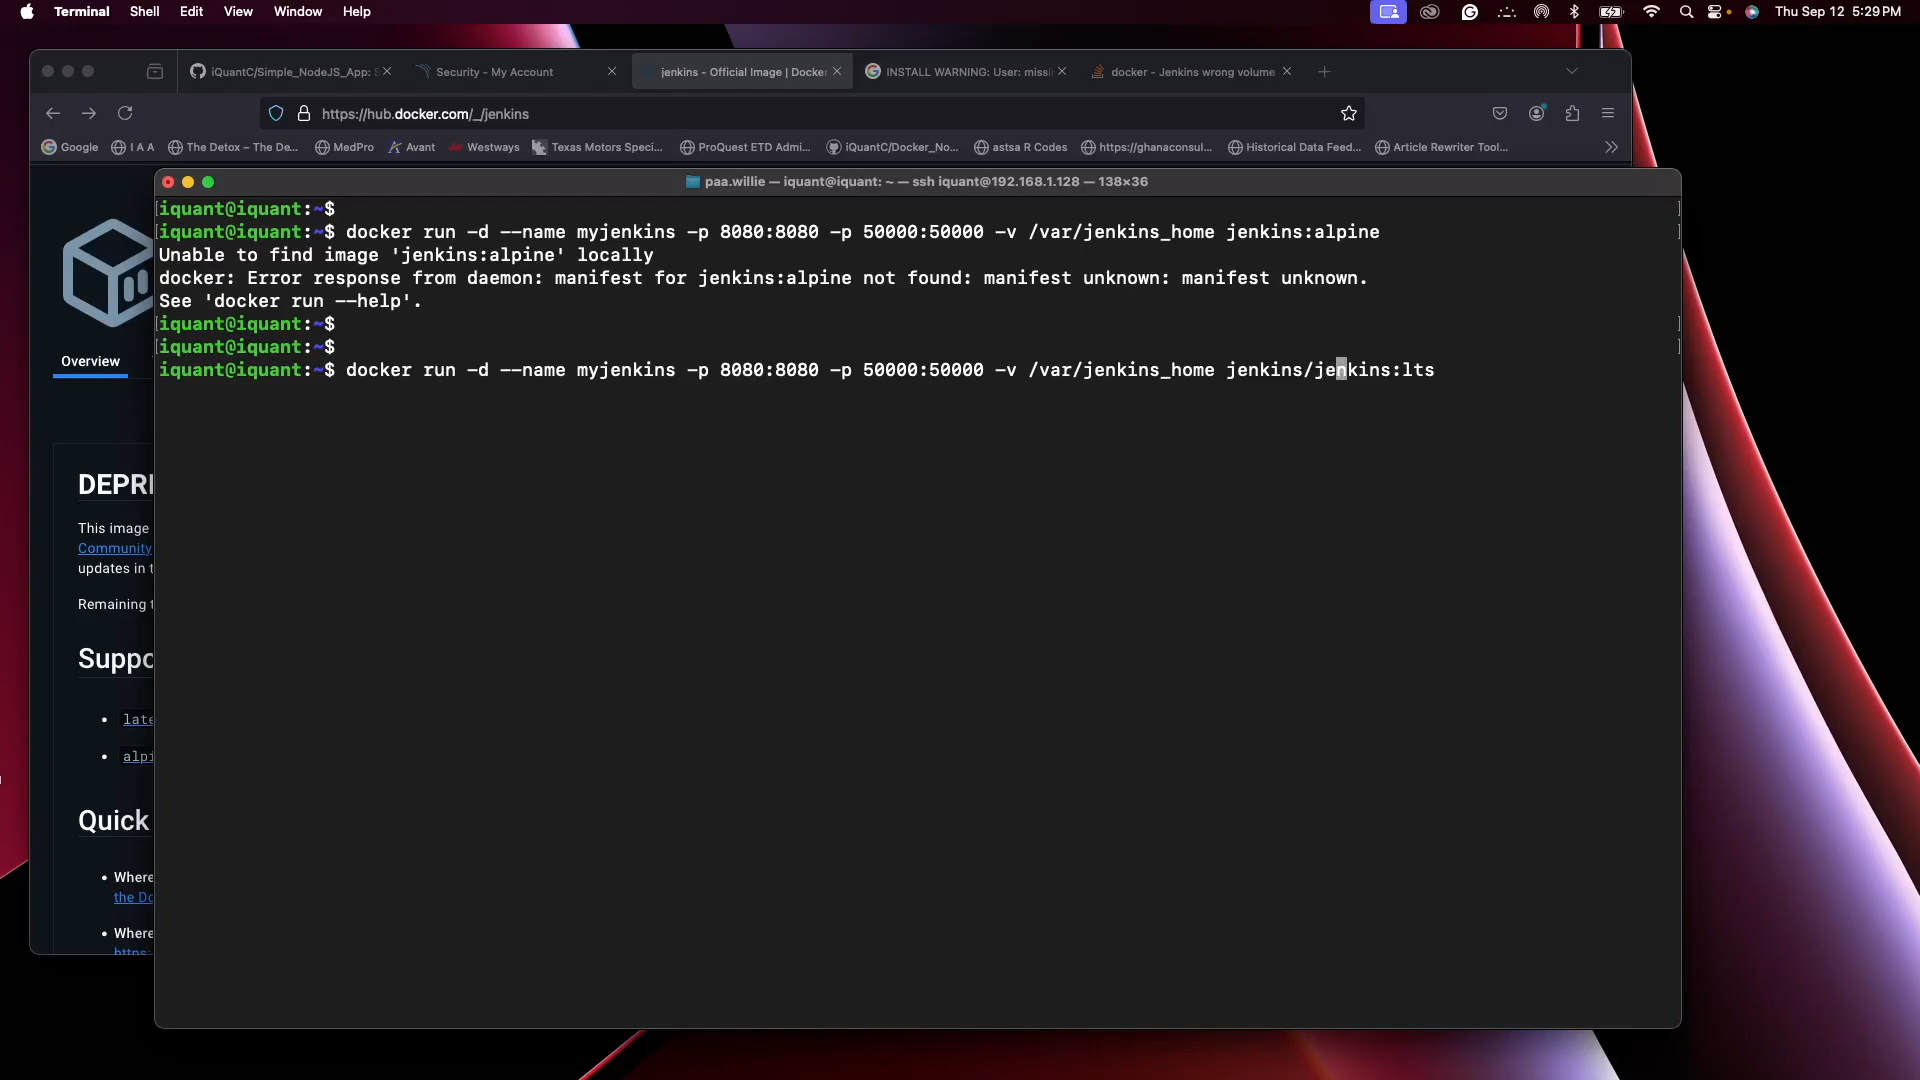 Terminal Shell Edit View Window Help Thu Sep 12 5:29 PM
iQuantC/Simple_NodeJS_App: Security - My Account jenkins - Official Image | Docker INSTALL WARNING: User: missi docker - Jenkins wrong volume
https://hub.docker.com/_/jenkins
Google I A A The Detox – The De... MedPro Avant Westways Texas Motors Speci... ProQuest ETD Admi... iQuantC/Docker_No... astsa R Codes https://ghanaconsul... Historical Data Feed... Article Rewriter Tool...
paa.willie — iquant@iquant: ~ — ssh iquant@192.168.1.128 — 138×36
iquant@iquant:~$
iquant@iquant:~$ docker run -d --name myjenkins -p 8080:8080 -p 50000:50000 -v /var/jenkins_home jenkins:alpine
Unable to find image 'jenkins:alpine' locally
docker: Error response from daemon: manifest for jenkins:alpine not found: manifest unknown: manifest unknown.
See 'docker run --help'.
iquant@iquant:~$
iquant@iquant:~$
iquant@iquant:~$ docker run -d --name myjenkins -p 8080:8080 -p 50000:50000 -v /var/jenkins_home jenkins/jenkins:lts
Overview
DEPR
This image
Community
updates in t
Remaining t
Suppo
late
alpi
Quick
Where
the Do
Where
https: